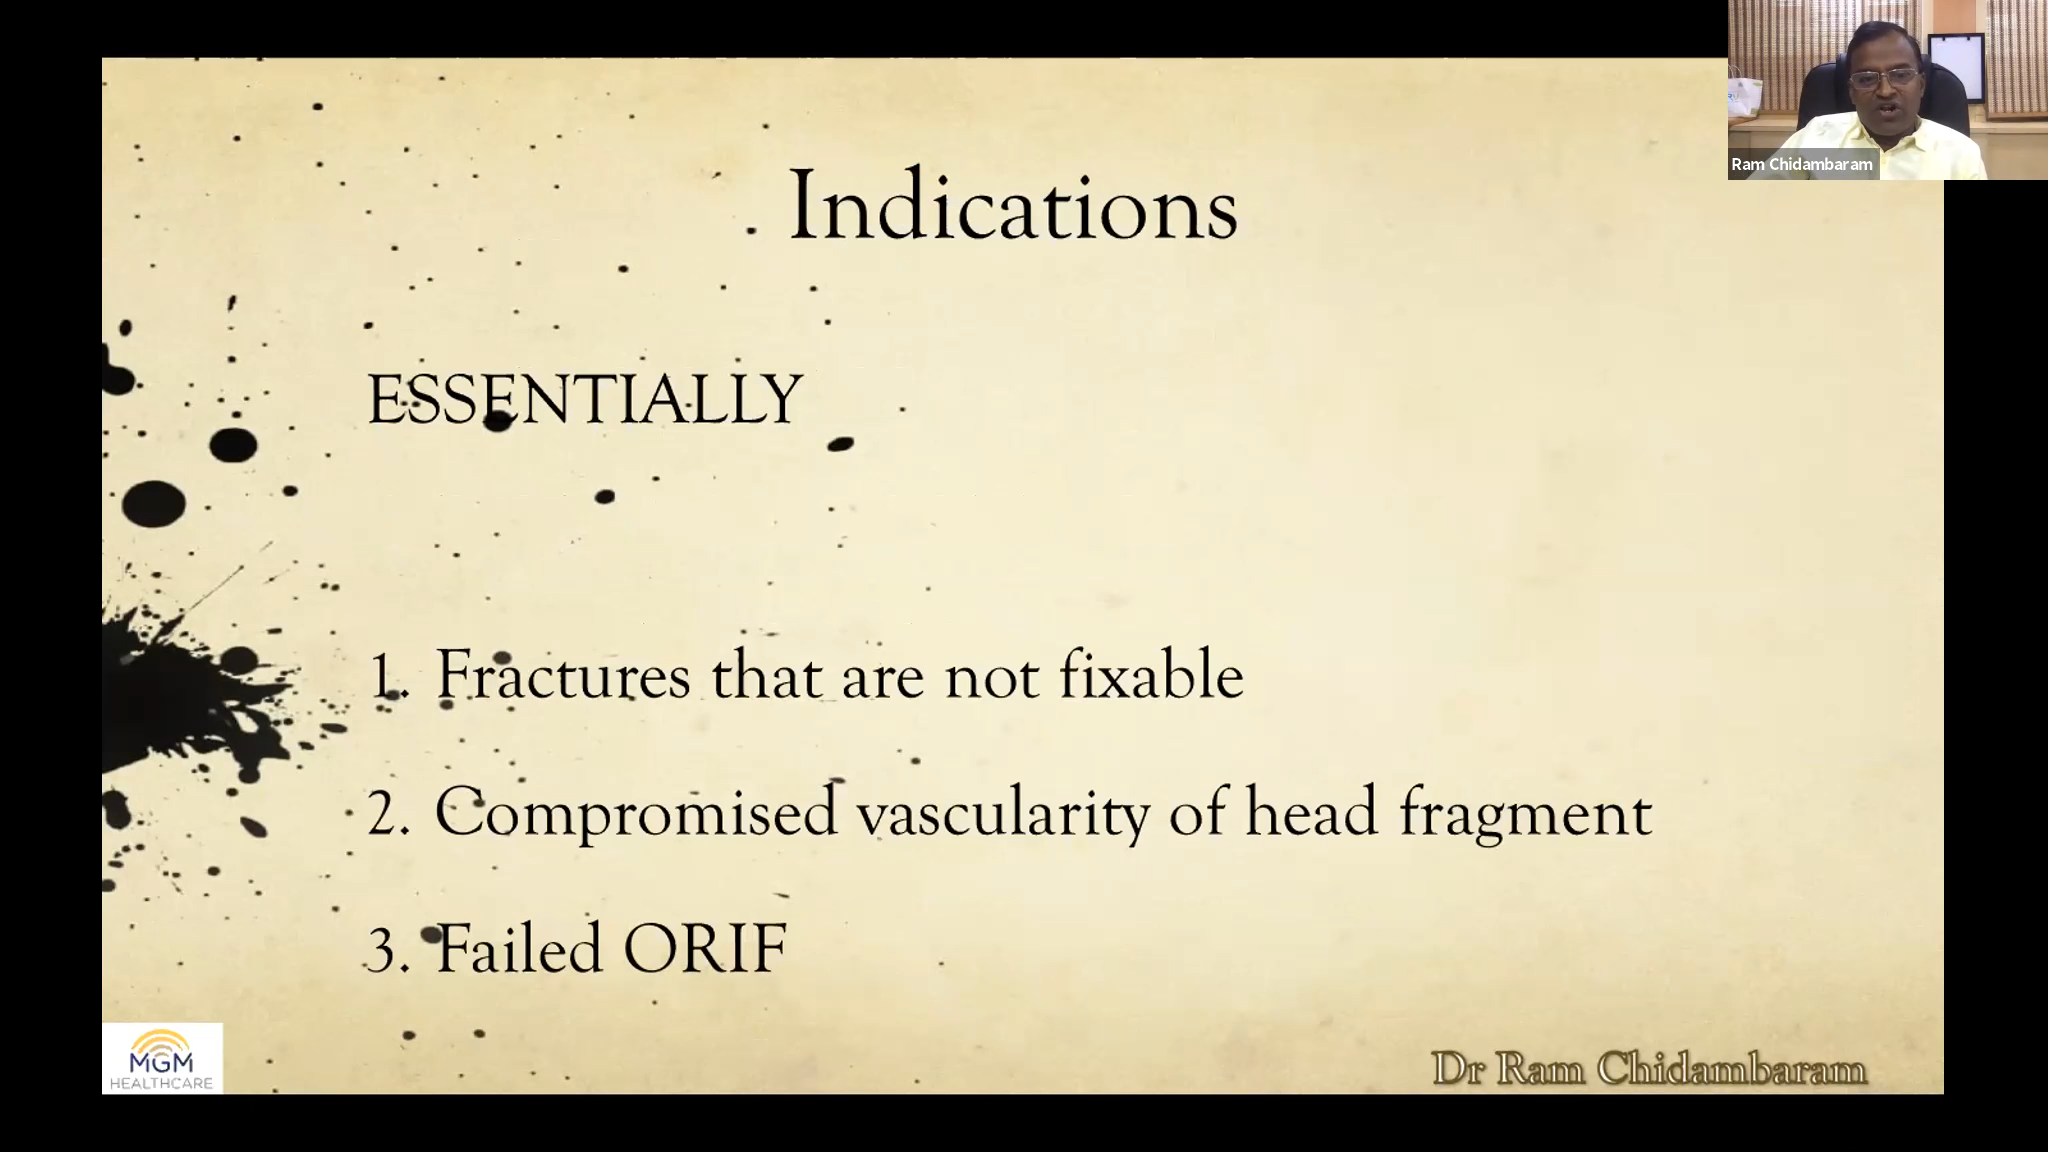 Ram Chidambaram
Indications
ESSENTIALLY
1. Fractures that are not fixable
2. Compromised vascularity of head fragment
3. Failed ORIF
MGM
HEALTHCARE
Dr Ram Chidambaram